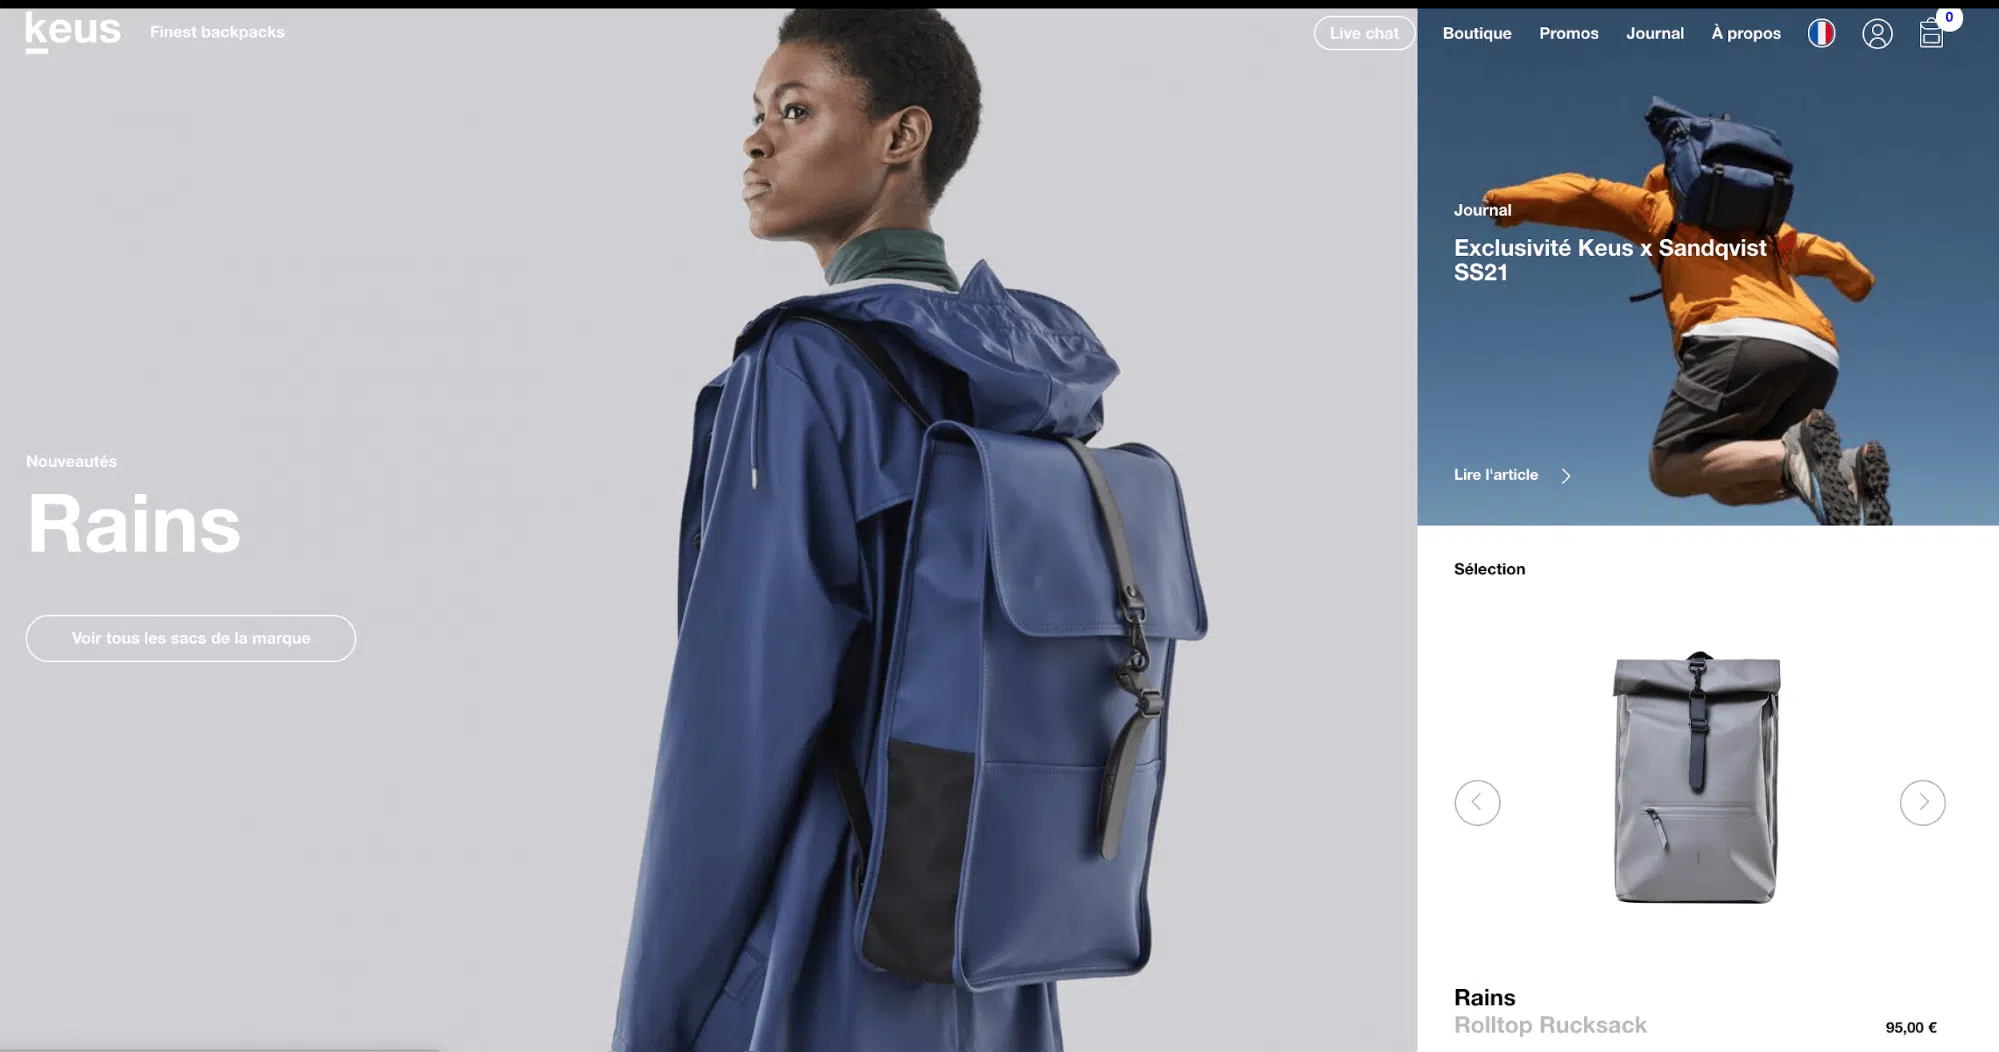 keus
Finest backpacks
Live chat
Boutique
Promos
Journal
À propos
0
Nouveautés
Rains
Voir tous les sacs de la marque
Journal
Exclusivité Keus x Sandqvist
SS21
Lire l'article
Sélection
Rains
Rolltop Rucksack
95,00 €